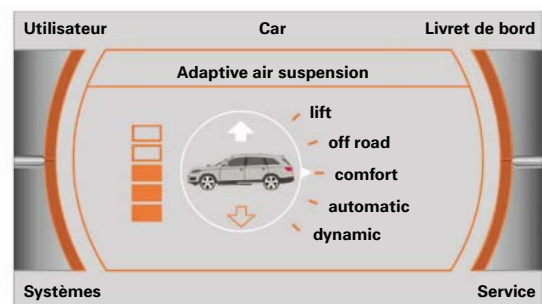 Utilisateur Car Livret de bord
Adaptive air suspension
lift
off road
comfort
automatic
dynamic
Systèmes Service